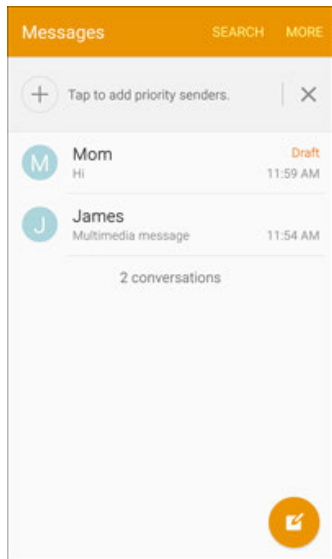 Messages SEARCH MORE
Tap to add priority senders.
M Mom Draft
Hi 11:59 AM
J James
Multimedia message 11:54 AM
2 conversations